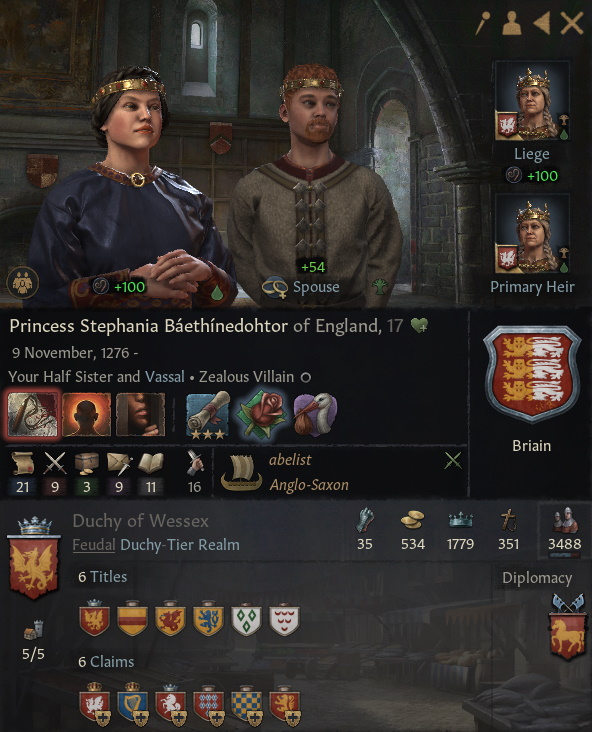 Liege
+100
+54
+100
Spouse
Primary Heir
Princess Stephania Báethínedohtor of England, 17
9 November, 1276 -
Your Half Sister and Vassal • Zealous Villain
Briain
21 9 3 9 11 16
abelist
Anglo-Saxon
Duchy of Wessex
Feudal Duchy-Tier Realm
35 534 1779 351 3488
6 Titles
Diplomacy
5/5
6 Claims